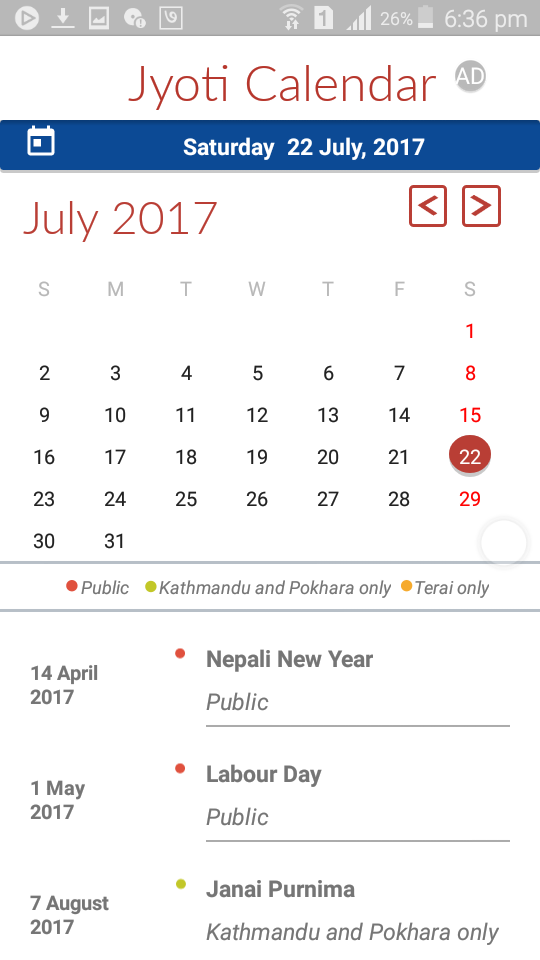 1 26% 6:36 pm
Jyoti Calendar AD
Saturday 22 July, 2017
July 2017 < >
S M T W T F S
1
2 3 4 5 6 7 8
9 10 11 12 13 14 15
16 17 18 19 20 21 22
23 24 25 26 27 28 29
30 31
Public Kathmandu and Pokhara only Terai only
14 April
2017
Nepali New Year
Public
1 May
2017
Labour Day
Public
7 August
2017
Janai Purnima
Kathmandu and Pokhara only